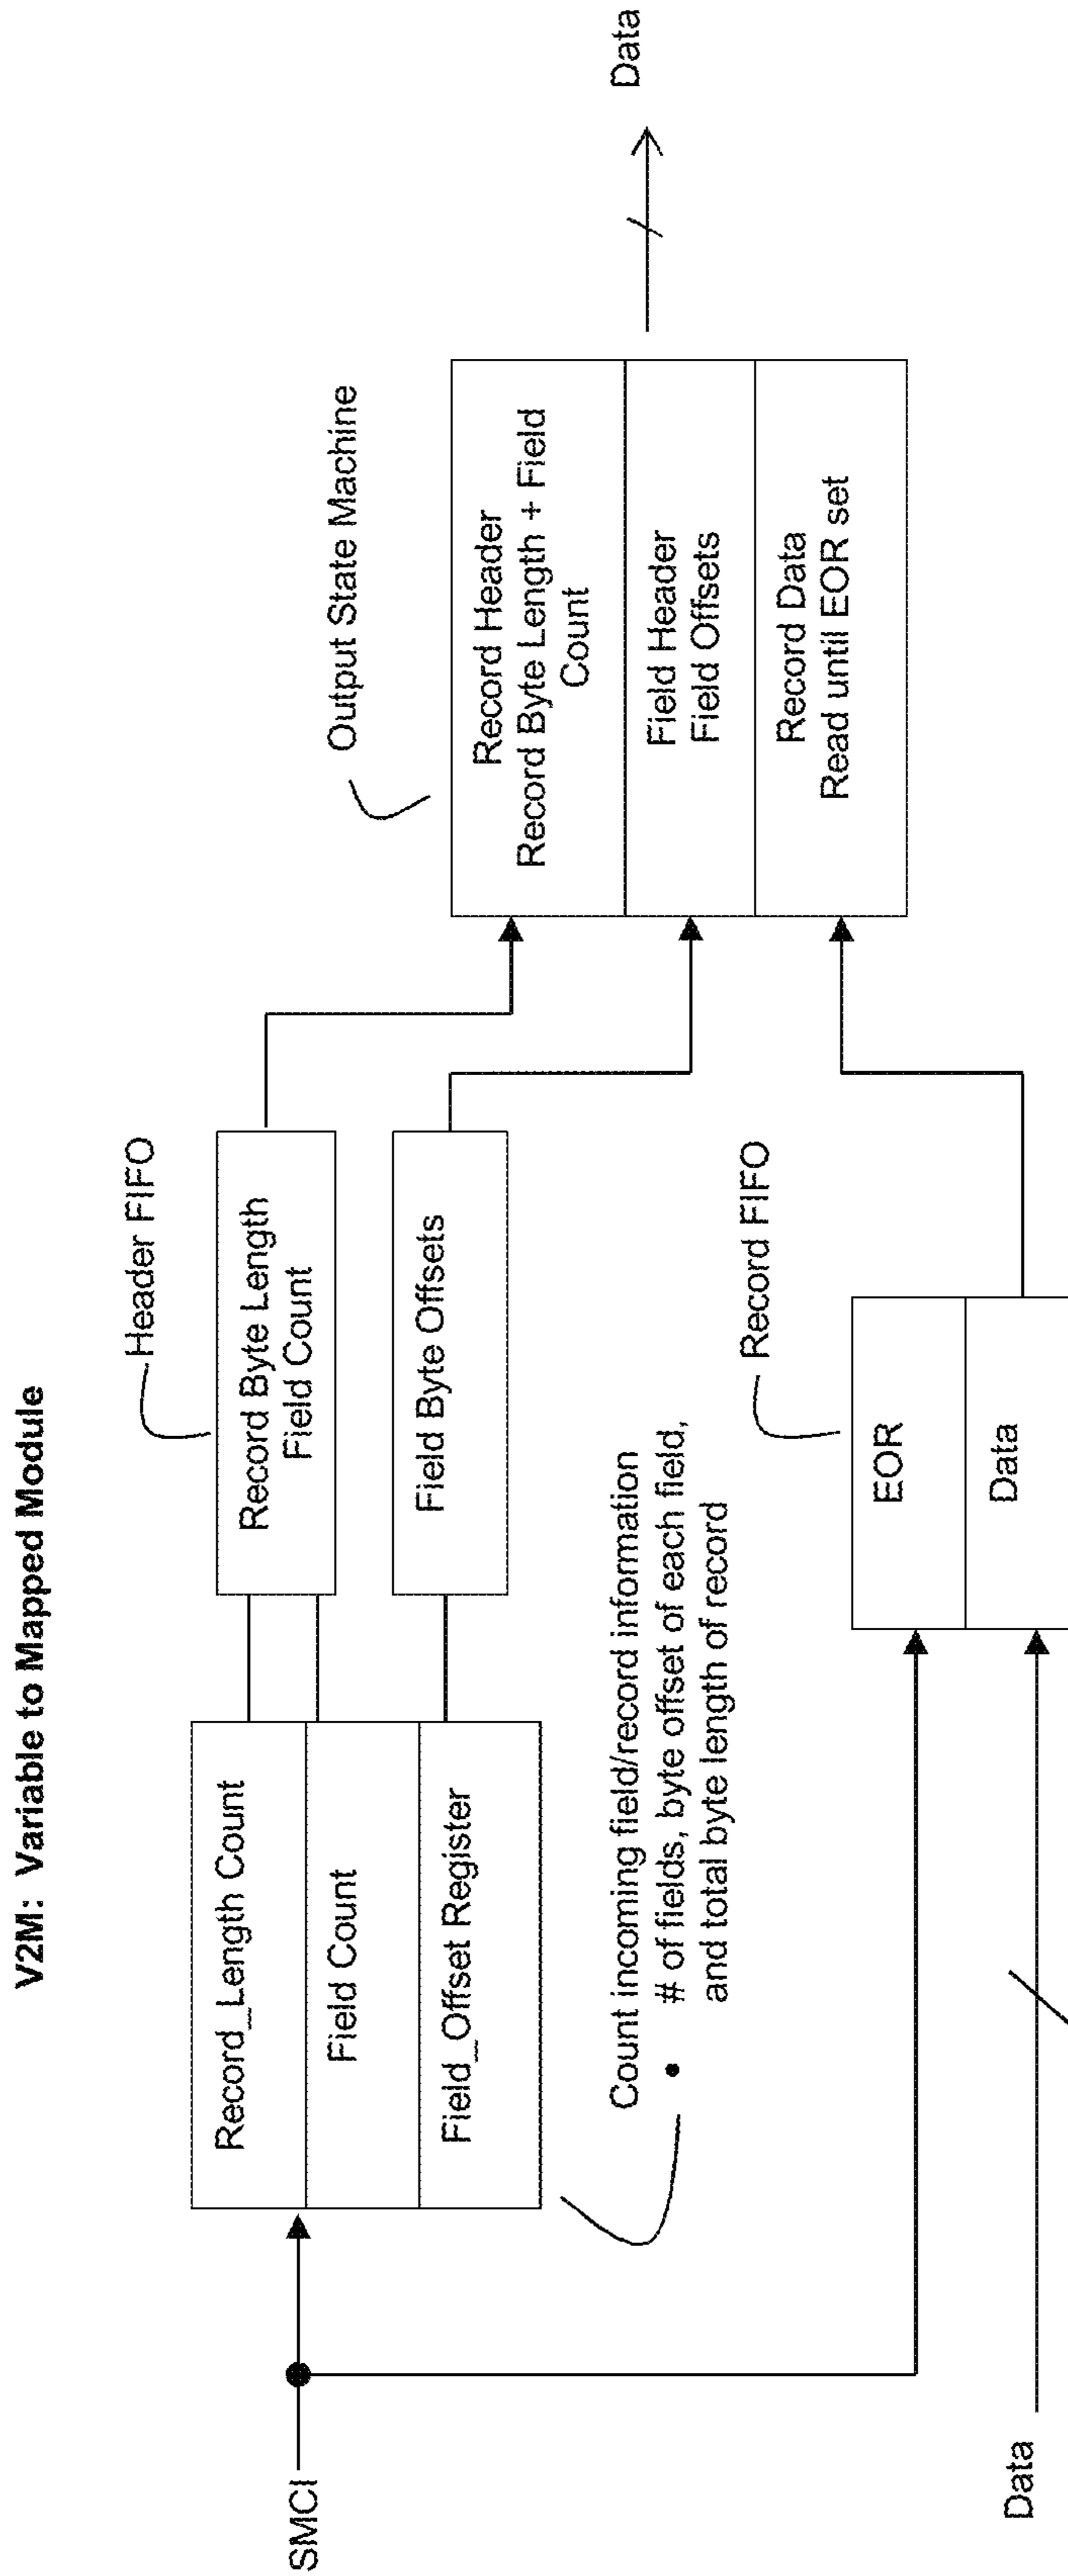 V2M: Variable to Mapped Module
SMCI
Record_Length Count
Field Count
Field_Offset Register
Count incoming field/record information
• # of fields, byte offset of each field,
and total byte length of record
Header FIFO
Record Byte Length
Field Count
Field Byte Offsets
Data
Record FIFO
EOR
Data
Output State Machine
Record Header
Record Byte Length + Field
Count
Field Header
Field Offsets
Record Data
Read until EOR set
Data